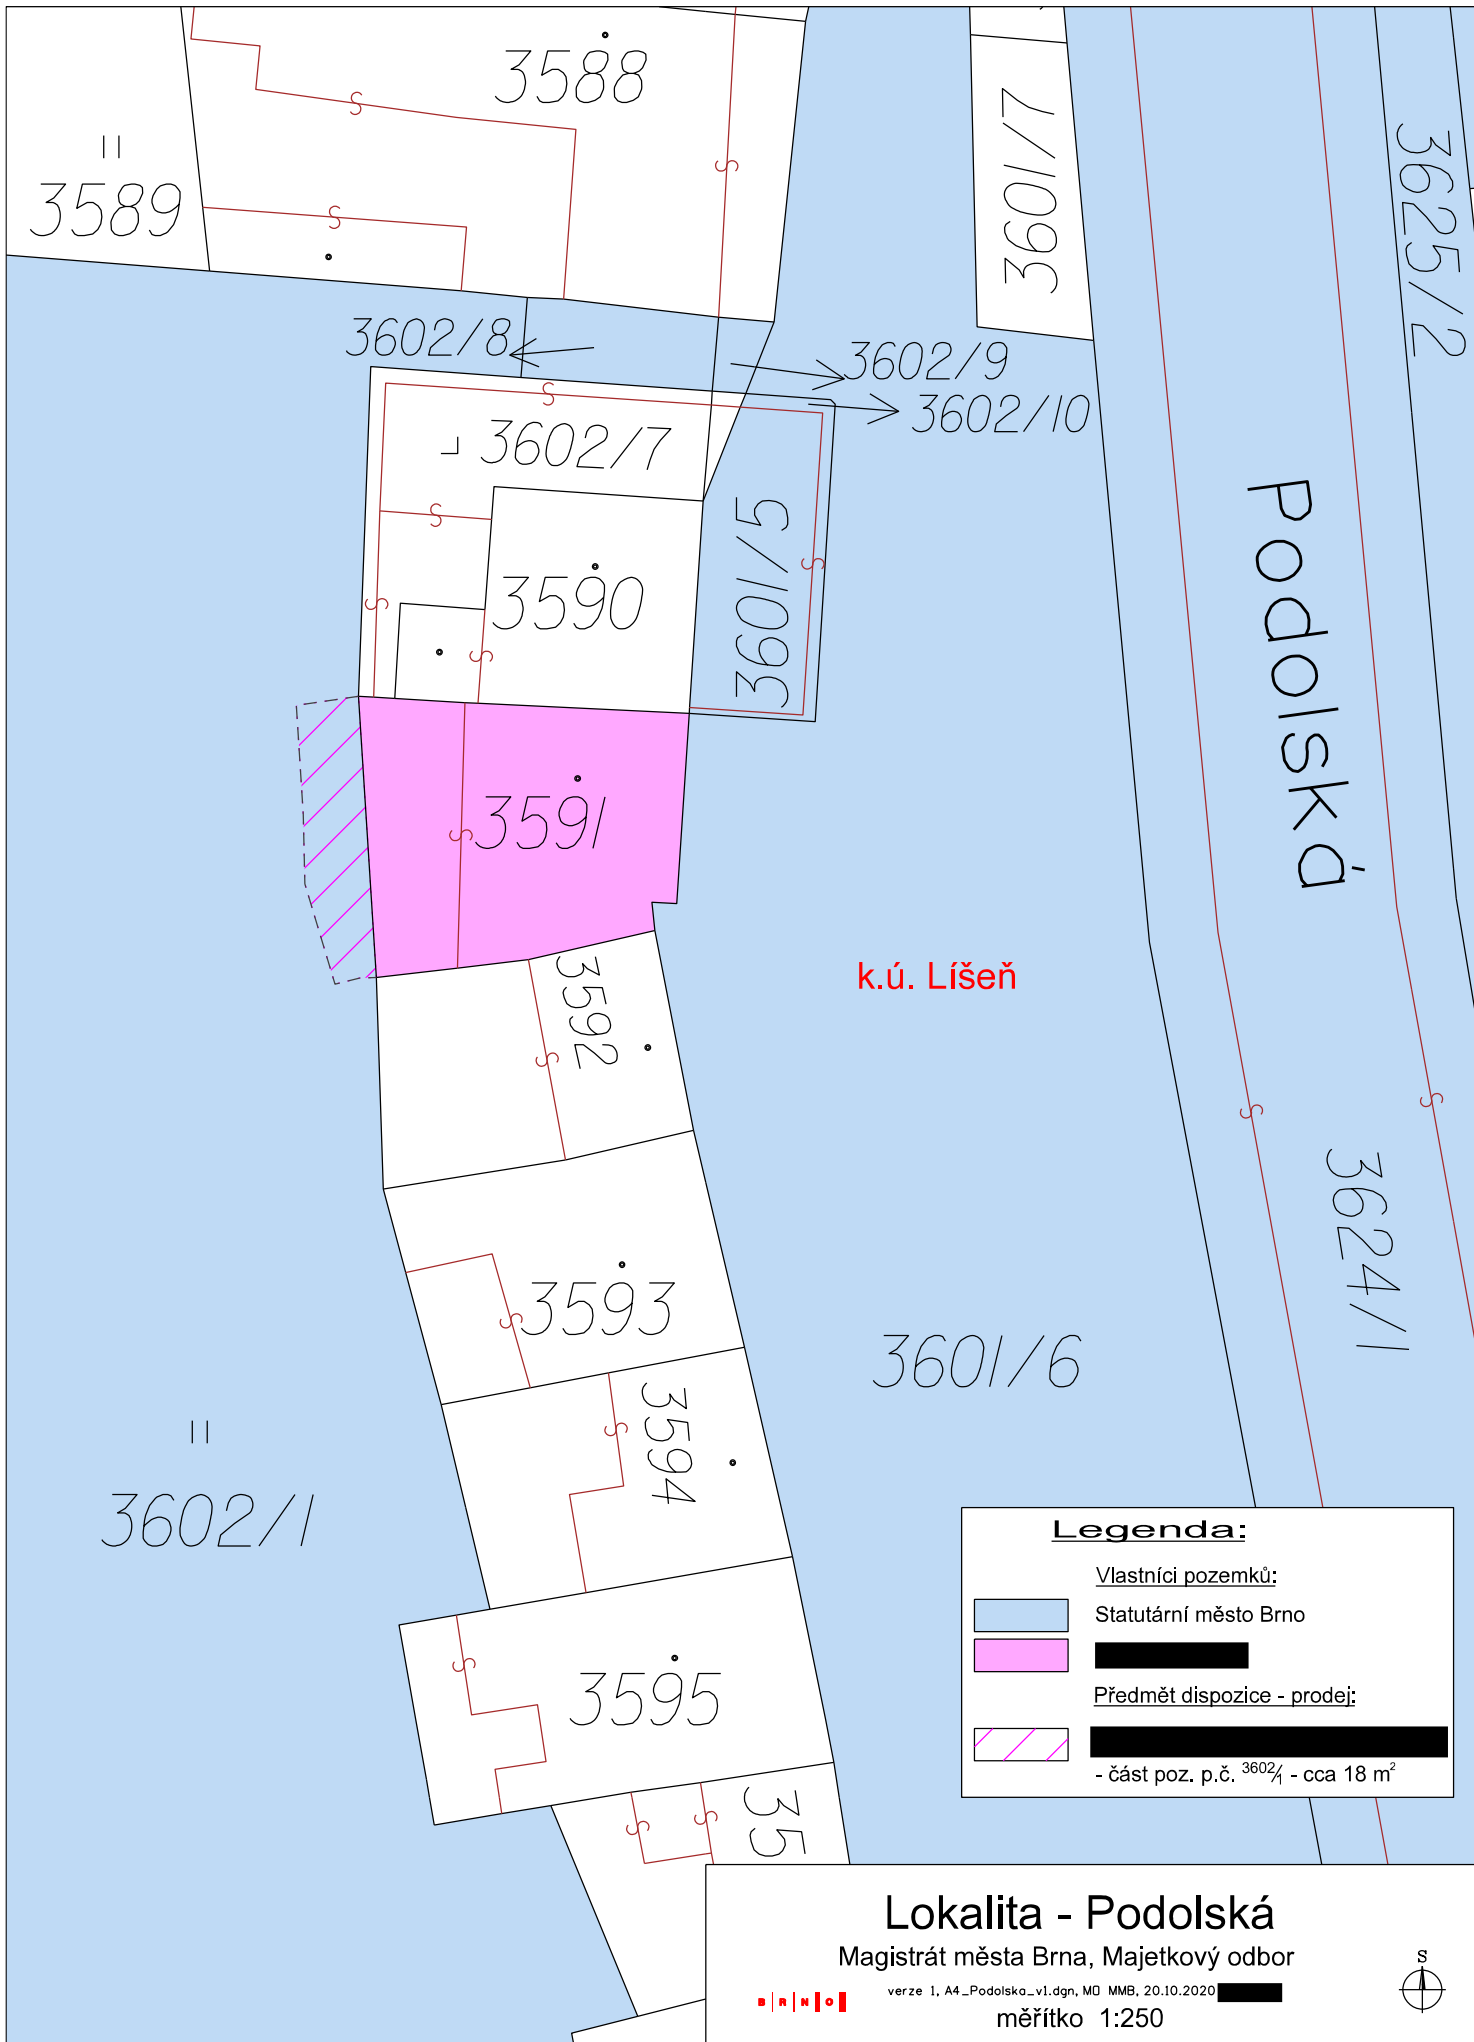 3588
3589
3601/7
3625/2
3602/8
3602/9
3602/10
3602/7
3601/5
3590
Podolská
3591
k.ú. Líšeň
3592
3624/1
3593
3601/6
3594
3602/1
3595
35
Legenda:
Vlastníci pozemků:
Statutární město Brno
Předmět dispozice - prodej:
- část poz. p.č. 3602/1 - cca 18 m²
Lokalita - Podolská
Magistrát města Brna, Majetkový odbor
verze 1, A4_Podolska_v1.dgn, MO MMB, 20.10.2020
měřítko 1:250
BRNO
S